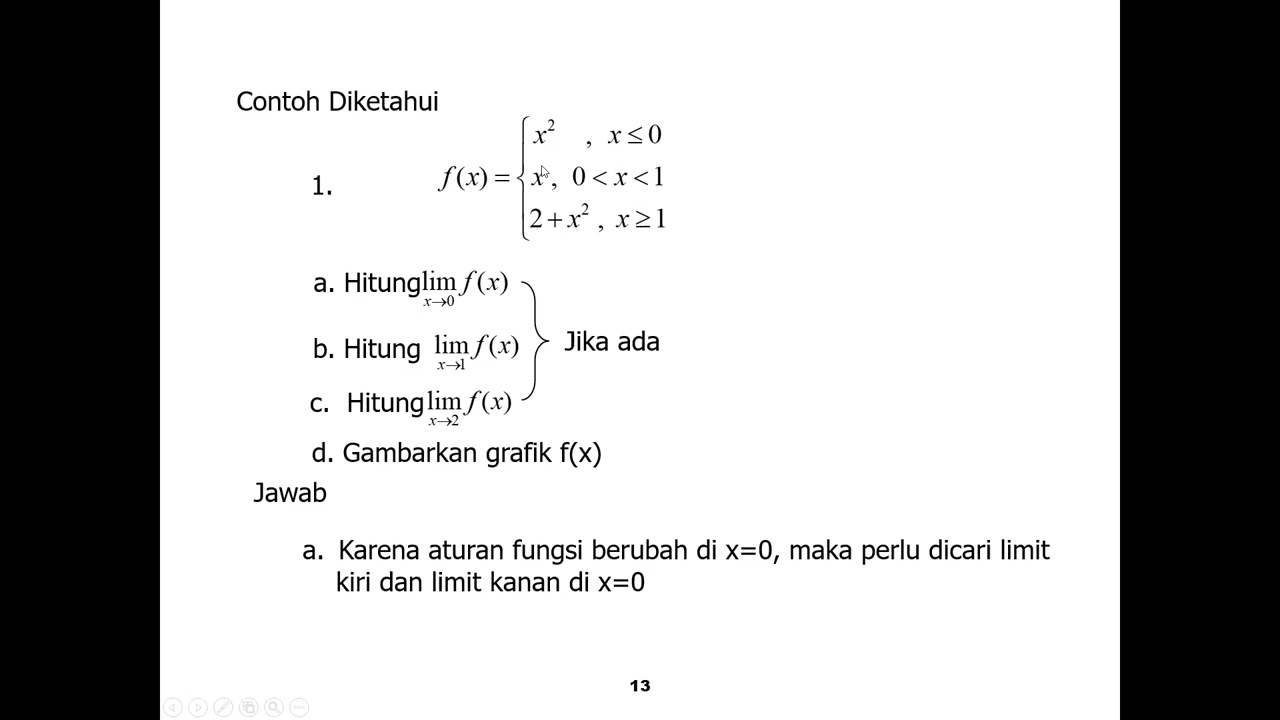 Contoh Diketahui
x² , x ≤ 0
1. f(x) = { x , 0 < x < 1
2 + x² , x ≥ 1
a. Hitung lim x→0 f(x)
b. Hitung lim x→1 f(x) } Jika ada
c. Hitung lim x→2 f(x)
d. Gambarkan grafik f(x)
Jawab
a. Karena aturan fungsi berubah di x=0, maka perlu dicari limit
kiri dan limit kanan di x=0
13